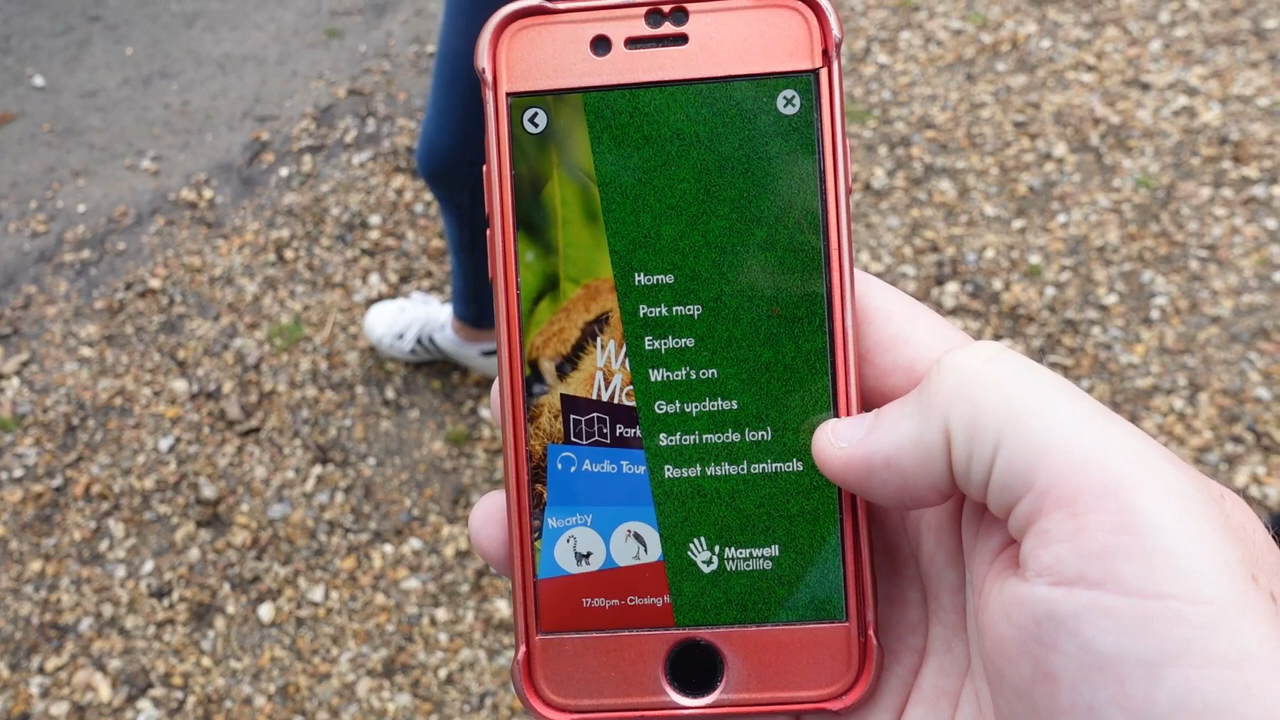 Home
Park map
Explore
What's on
Get updates
Safari mode (on)
Reset visited animals
Marwell
Wildlife
Park
Audio Tour
Nearby
17:00pm - Closing